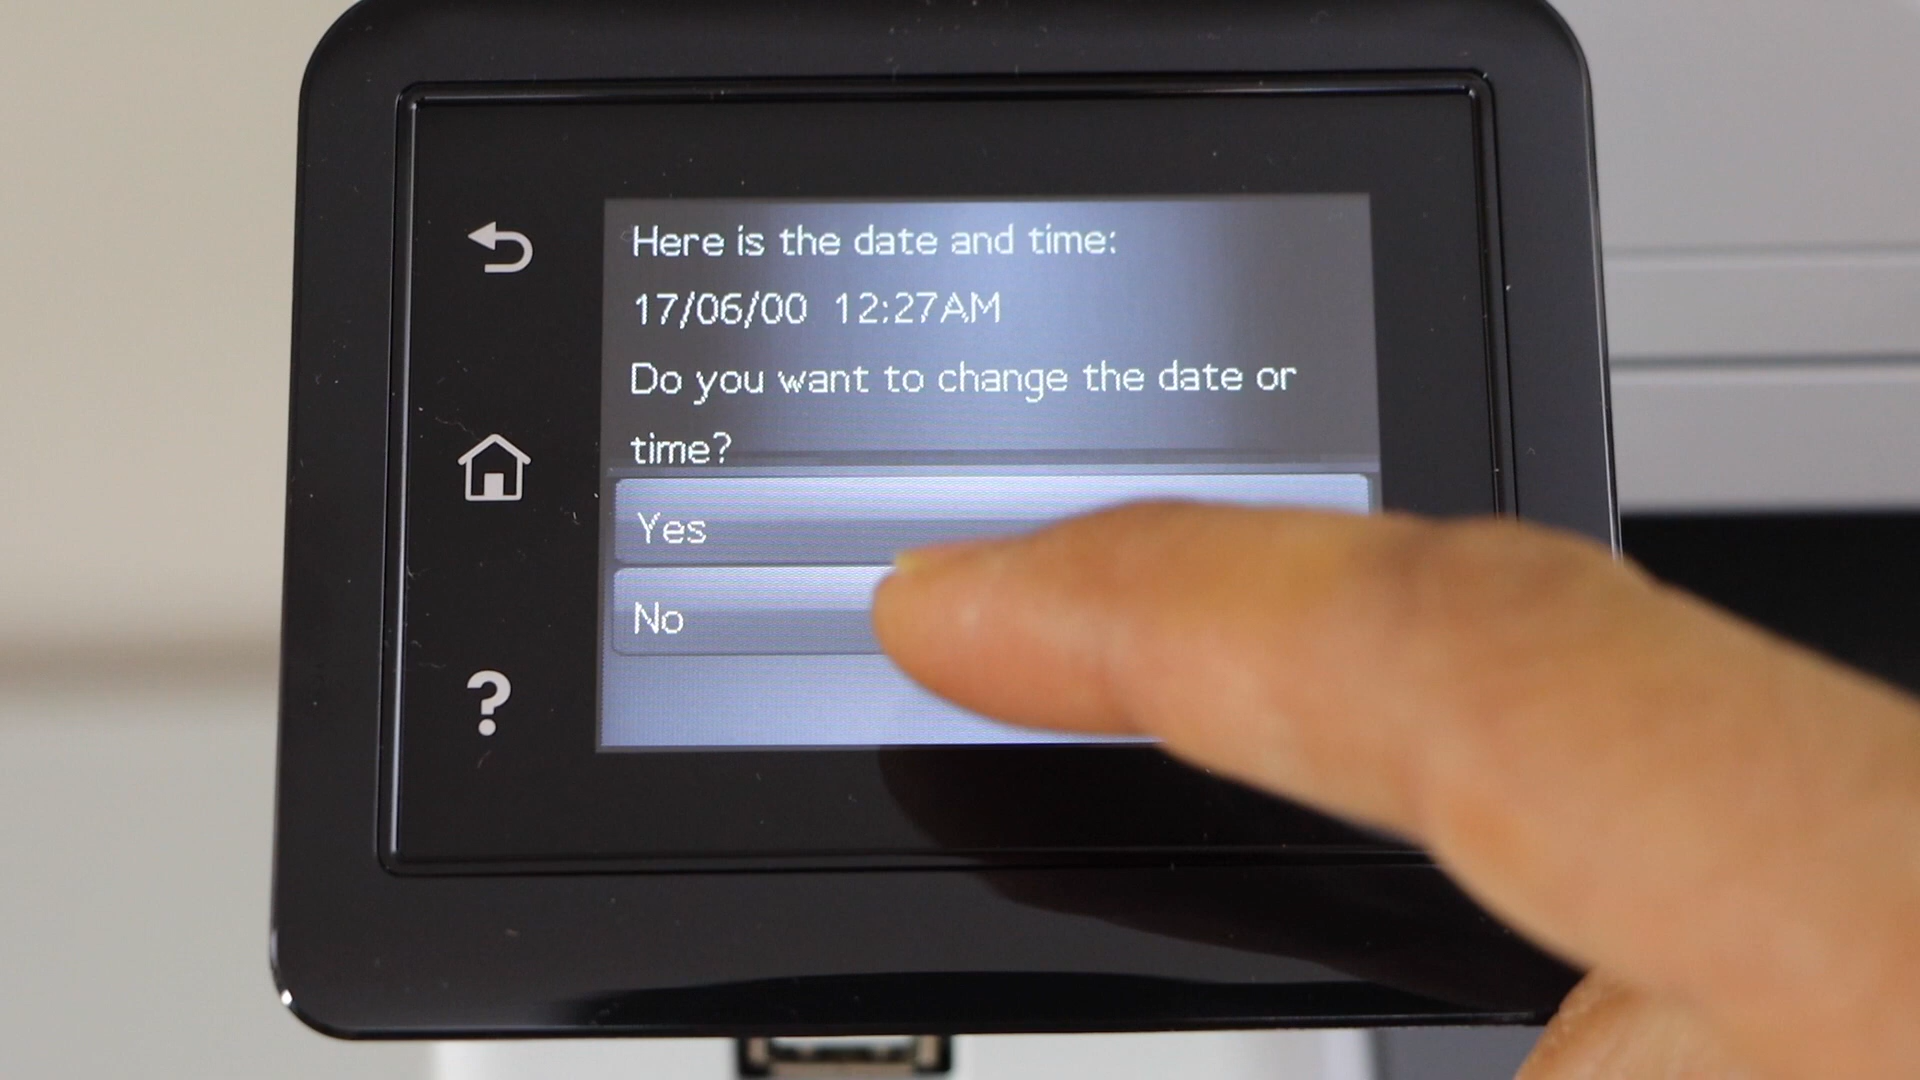 Here is the date and time:
17/06/00 12:27AM
Do you want to change the date or
time?
Yes
No
?